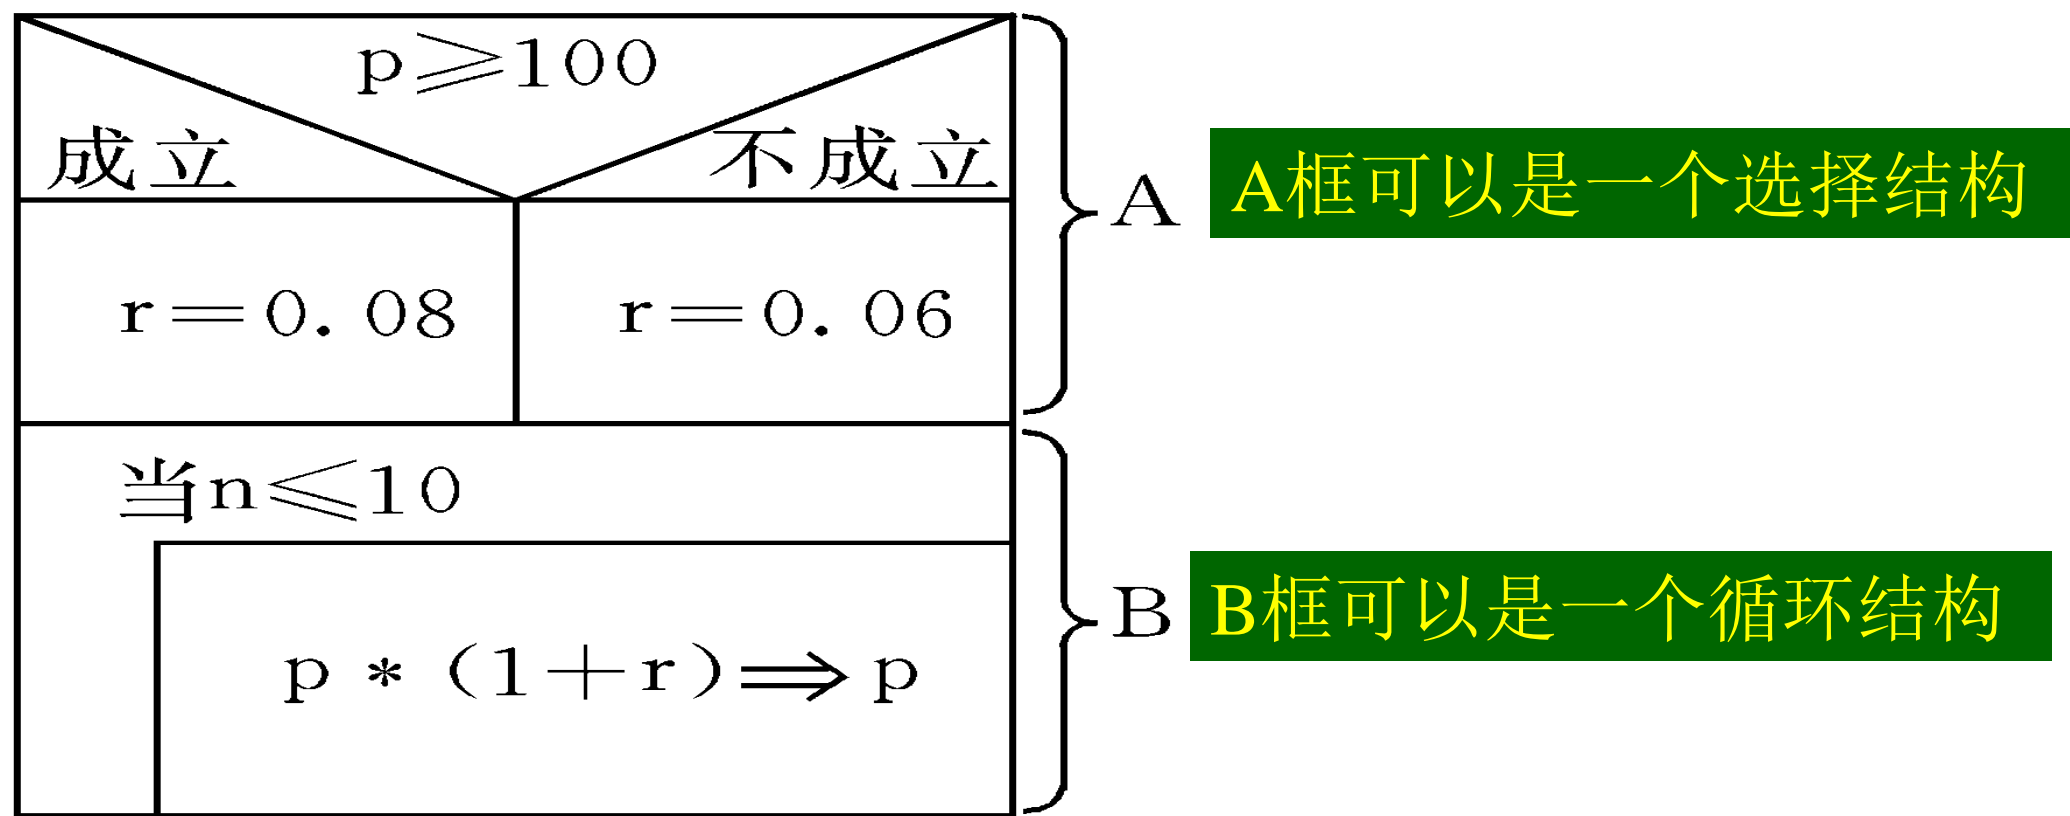 p≥100
成立 不成立
A A框可以是一个选择结构
r=0.08 r=0.06
当n≤10
B B框可以是一个循环结构
p*(1+r)⇒p